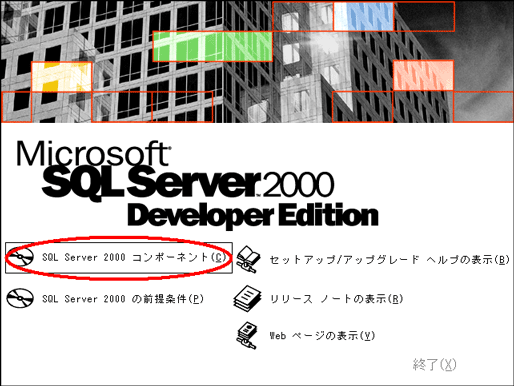 Microsoft®
SQL Server 2000
Developer Edition
SQL Server 2000 コンポーネント(C)
セットアップ/アップグレード ヘルプの表示(B)
SQL Server 2000 の前提条件(P)
リリース ノートの表示(R)
Web ページの表示(V)
終了(X)